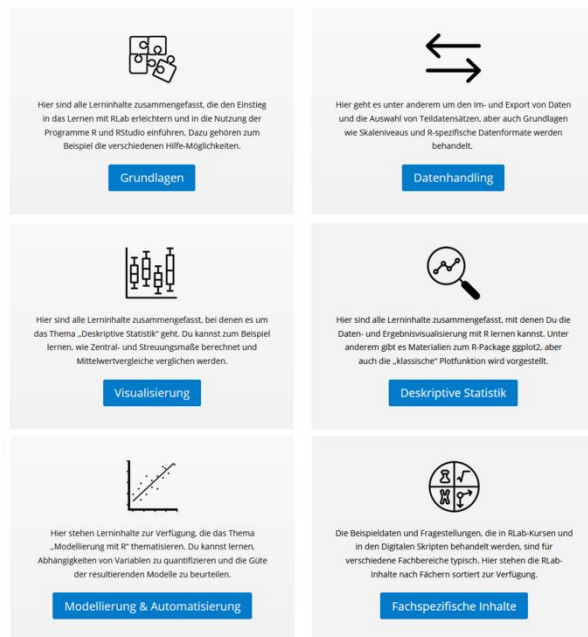 Hier sind alle Lerninhalte zusammengefasst, die den Einstieg
in das Lernen mit RLab erleichtern und in die Nutzung der
Programme R und RStudio einführen. Dazu gehören zum
Beispiel die verschiedenen Hilfe-Möglichkeiten.
Grundlagen
Hier geht es unter anderem um den Im- und Export von Daten
und die Auswahl von Teildatensätzen, aber auch Grundlagen
wie Skaleniveaus und R-spezifische Datenformate werden
behandelt.
Datenhandling
Hier sind alle Lerninhalte zusammengefasst, bei denen es um
das Thema „Deskriptive Statistik“ geht. Du kannst zum Beispiel
lernen, wie Zentral- und Streuungsmaße berechnet und
Mittelwertvergleiche verglichen werden.
Visualisierung
Hier sind alle Lerninhalte zusammengefasst, mit denen Du die
Daten- und Ergebnisvisualisierung mit R lernen kannst. Unter
anderem gibt es Materialien zum R-Package ggplot2, aber
auch die „klassische“ Plotfunktion wird vorgestellt.
Deskriptive Statistik
Hier stehen Lerninhalte zur Verfügung, die das Thema
„Modellierung mit R“ thematisieren. Du kannst lernen,
Abhängigkeiten von Variablen zu quantifizieren und die Güte
der resultierenden Modelle zu beurteilen.
Modellierung & Automatisierung
Die Beispieldaten und Fragestellungen, die in RLab-Kursen und
in den Digitalen Skripten behandelt werden, sind für
verschiedene Fachbereiche typisch. Hier stehen die RLab-
Inhalte nach Fächern sortiert zur Verfügung.
Fachspezifische Inhalte